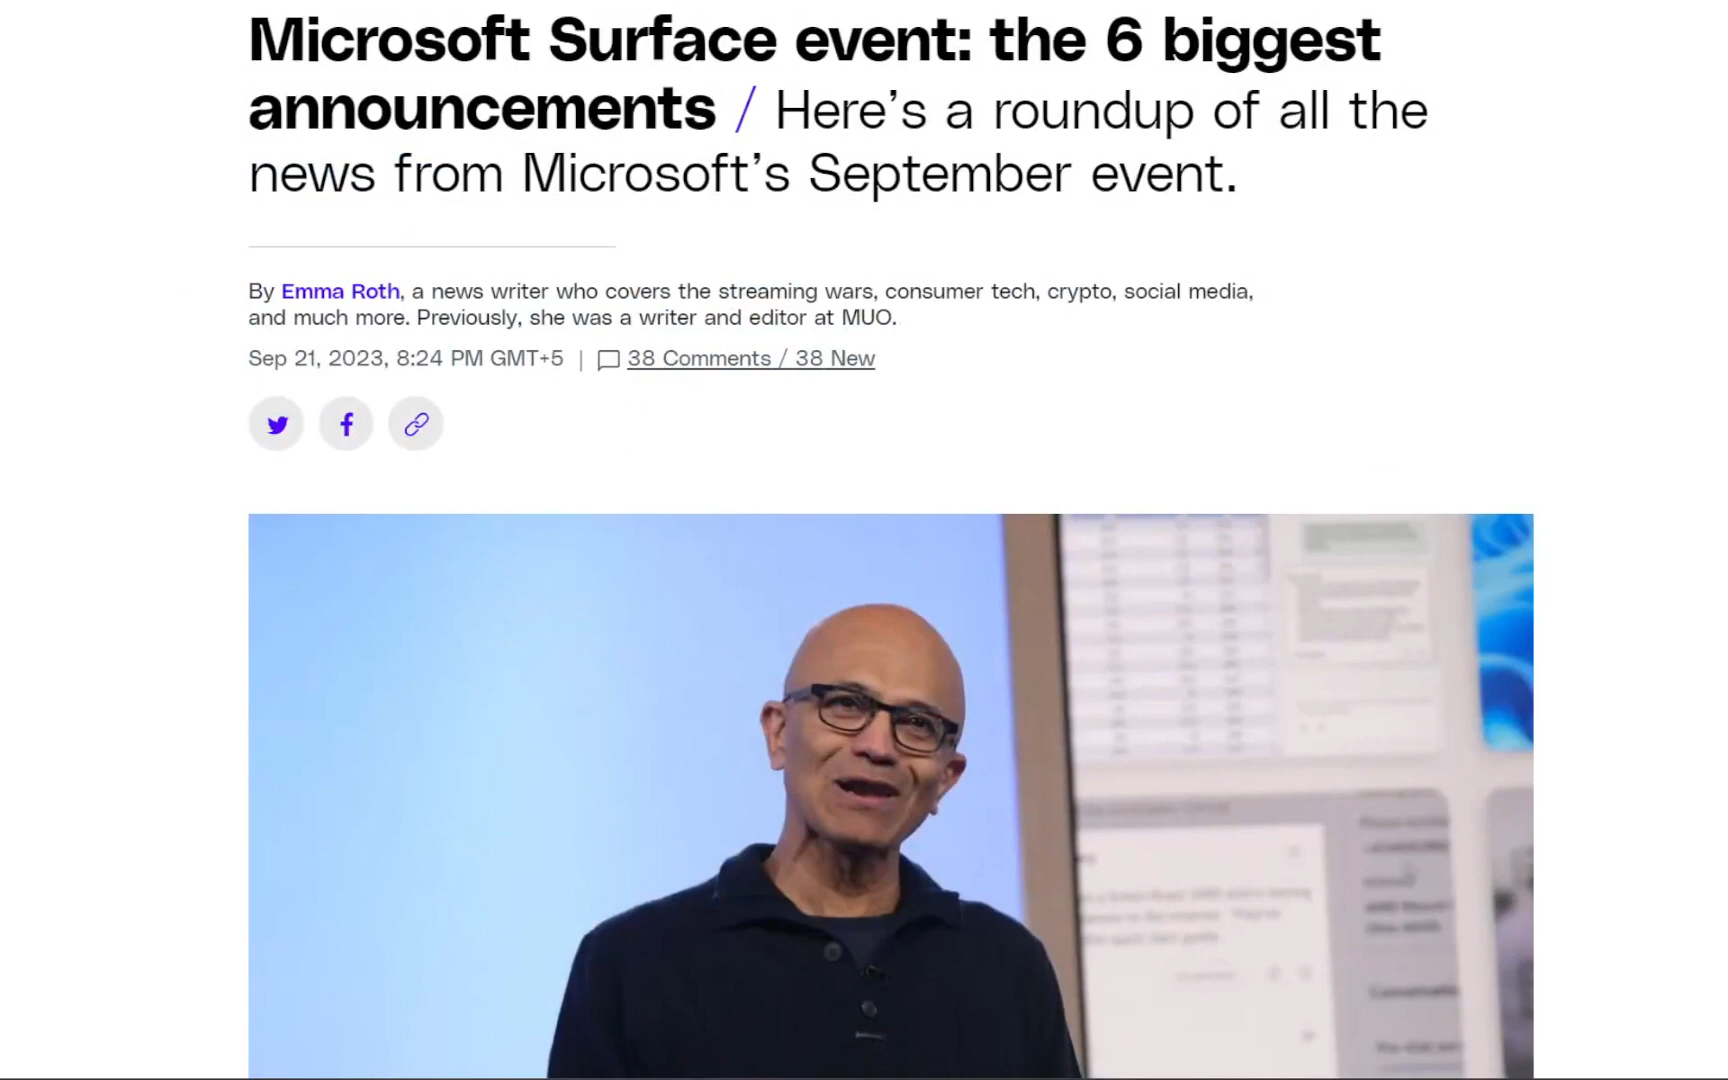 Microsoft Surface event: the 6 biggest
announcements / Here’s a roundup of all the
news from Microsoft’s September event.
By Emma Roth, a news writer who covers the streaming wars, consumer tech, crypto, social media,
and much more. Previously, she was a writer and editor at MUO.
Sep 21, 2023, 8:24 PM GMT+5 | 38 Comments / 38 New